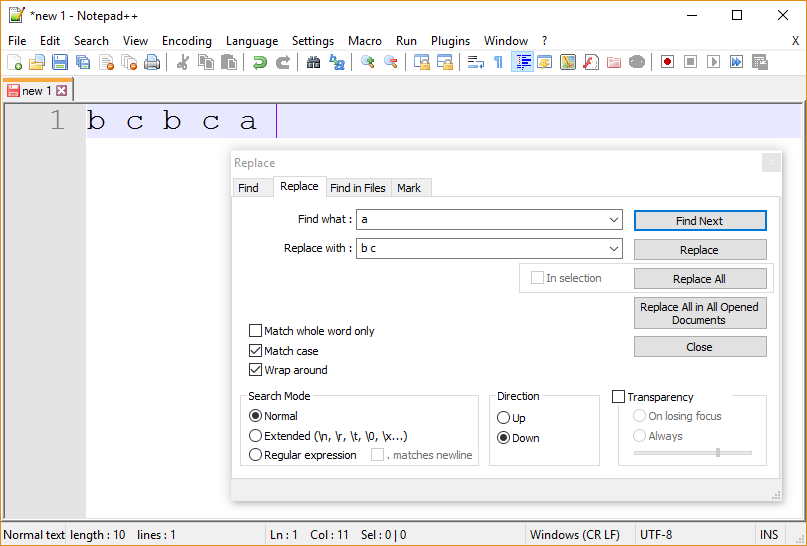 *new 1 - Notepad++
File Edit Search View Encoding Language Settings Macro Run Plugins Window ? X
new 1
1 b c b c a
Replace
Find Replace Find in Files Mark
Find what : a Find Next
Replace with : b c Replace
In selection Replace All
Replace All in All Opened
Documents
Match whole word only
Match case Close
Wrap around
Search Mode Direction Transparency
Normal Up On losing focus
Extended (\n, \r, \t, \0, \x...) Down Always
Regular expression . matches newline
Normal text length : 10 lines : 1 Ln : 1 Col : 11 Sel : 0 | 0 Windows (CR LF) UTF-8 INS